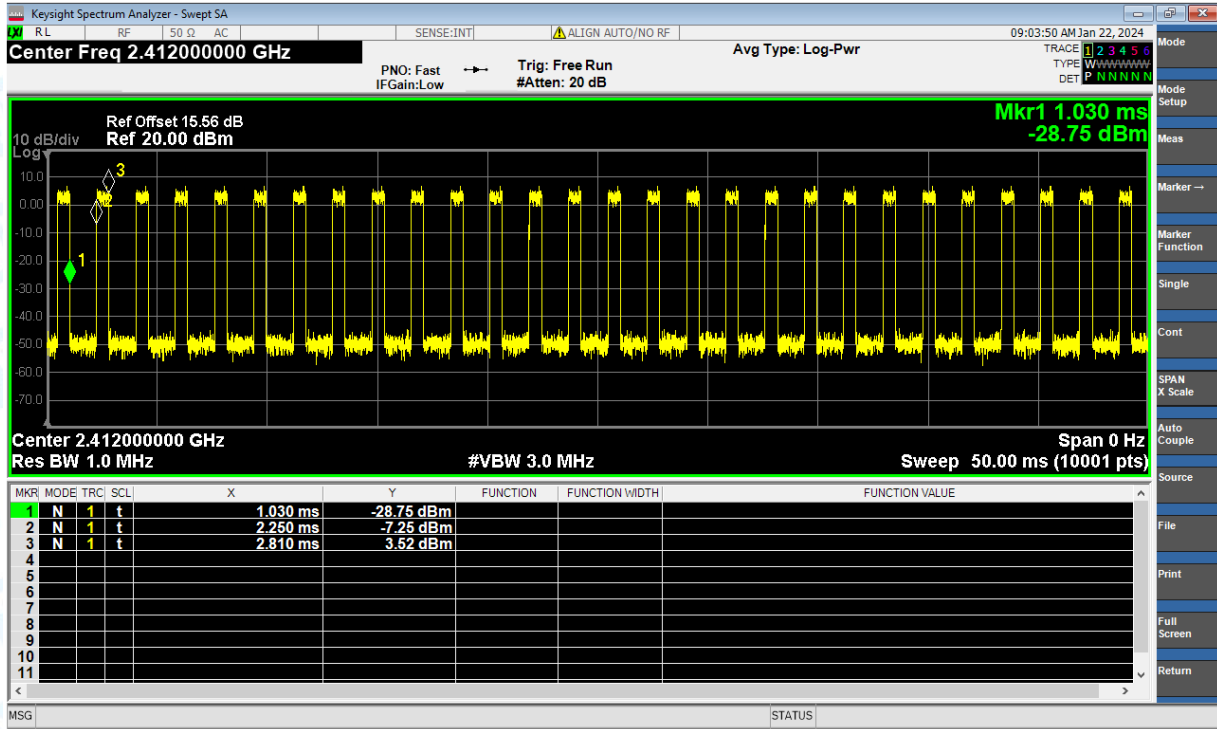 Keysight Spectrum Analyzer - Swept SA
LXI RL RF 50 Ω AC SENSE:INT ALIGN AUTO/NO RF 09:03:50 AM Jan 22, 2024
Center Freq 2.412000000 GHz
PNO: Fast
IFGain:Low
Trig: Free Run
#Atten: 20 dB
Avg Type: Log-Pwr
TRACE 1 2 3 4 5 6
TYPE WWWWWW
DET P N N N N N
Ref Offset 15.56 dB
10 dB/div Ref 20.00 dBm
Log
Mkr1 1.030 ms
-28.75 dBm
10.0
0.00
-10.0
-20.0
-30.0
-40.0
-50.0
-60.0
-70.0
3
2
1
Center 2.412000000 GHz Span 0 Hz
Res BW 1.0 MHz #VBW 3.0 MHz Sweep 50.00 ms (10001 pts)
MKR MODE TRC SCL X Y FUNCTION FUNCTION WIDTH FUNCTION VALUE
1 N 1 t 1.030 ms -28.75 dBm
2 N 1 t 2.250 ms -7.25 dBm
3 N 1 t 2.810 ms 3.52 dBm
4
5
6
7
8
9
10
11
MSG STATUS
Mode
Mode
Setup
Meas
Marker→
Marker
Function
Single
Cont
SPAN
X Scale
Auto
Couple
Source
File
Print
Full
Screen
Return